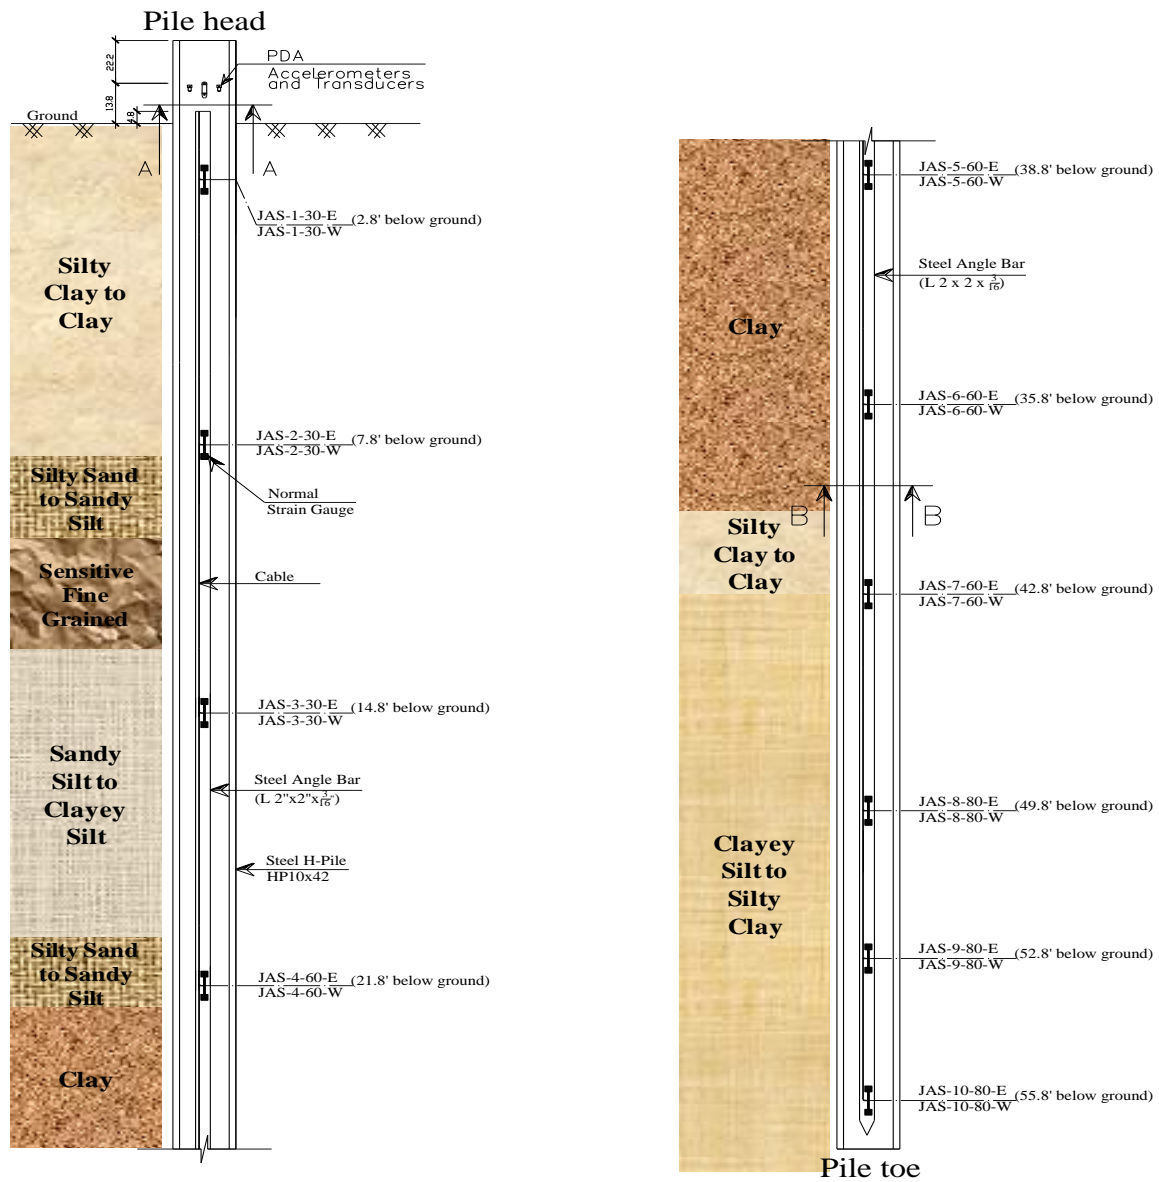 Pile head
PDA
Accelerometers
and Transducers
22.2
13.8
4.8
Ground
A
A
JAS-1-30-E (2.8' below ground)
JAS-1-30-W
Silty
Clay to
Clay
JAS-2-30-E (7.8' below ground)
JAS-2-30-W
Silty Sand
to Sandy
Silt
Normal
Strain Gauge
Sensitive
Fine
Grained
Cable
JAS-3-30-E (14.8' below ground)
JAS-3-30-W
Sandy
Silt to
Clayey
Silt
Steel Angle Bar
(L 2"x2"x3/16")
Steel H-Pile
HP10x42
Silty Sand
to Sandy
Silt
JAS-4-60-E (21.8' below ground)
JAS-4-60-W
Clay
JAS-5-60-E (38.8' below ground)
JAS-5-60-W
Steel Angle Bar
(L 2 x 2 x 3/16)
Clay
JAS-6-60-E (35.8' below ground)
JAS-6-60-W
B
B
Silty
Clay to
Clay
JAS-7-60-E (42.8' below ground)
JAS-7-60-W
JAS-8-80-E (49.8' below ground)
JAS-8-80-W
Clayey
Silt to
Silty
Clay
JAS-9-80-E (52.8' below ground)
JAS-9-80-W
JAS-10-80-E (55.8' below ground)
JAS-10-80-W
Pile toe